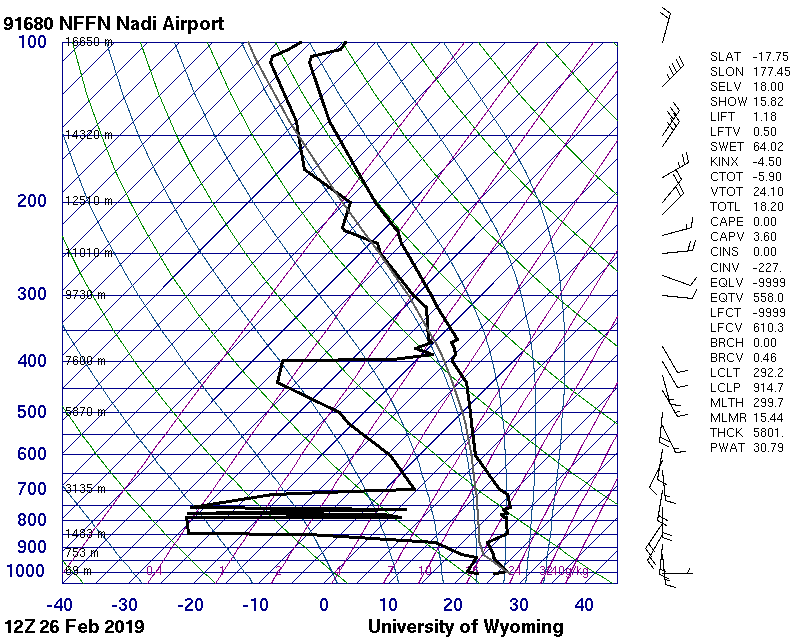 91680 NFFN Nadi Airport
100
16650 m
14320 m
200
12510 m
11010 m
300
9730 m
400
7600 m
500
5870 m
600
700
3135 m
800
1483 m
900
753 m
1000
69 m
0.4
1
2
4
7
10
21
3240g/kg
-40
-30
-20
-10
0
10
20
30
40
12Z 26 Feb 2019
University of Wyoming
SLAT -17.75
SLON 177.45
SELV 18.00
SHOW 15.82
LIFT 1.18
LFTV 0.50
SWET 64.02
KINX -4.50
CTOT -5.90
VTOT 24.10
TOTL 18.20
CAPE 0.00
CAPV 3.60
CINS 0.00
CINV -227.
EQLV -9999
EQTV 558.0
LFCT -9999
LFCV 610.3
BRCH 0.00
BRCV 0.46
LCLT 292.2
LCLP 914.7
MLTH 299.7
MLMR 15.44
THCK 5801.
PWAT 30.79